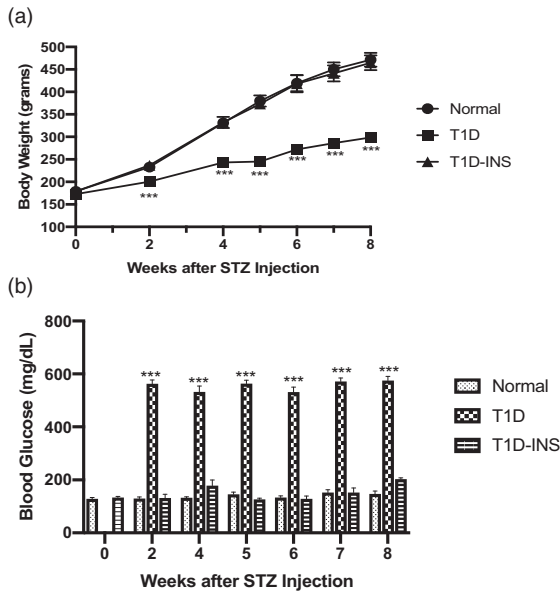 (a)
500
450
400
350
300
250
200
150
100
Body Weight (grams)
*** *** *** *** *** ***
0 2 4 6 8
Weeks after STZ Injection
Normal
T1D
T1D-INS
(b)
800
600
400
200
0
Blood Glucose (mg/dL)
*** *** *** *** *** ***
0 2 4 5 6 7 8
Weeks after STZ Injection
Normal
T1D
T1D-INS